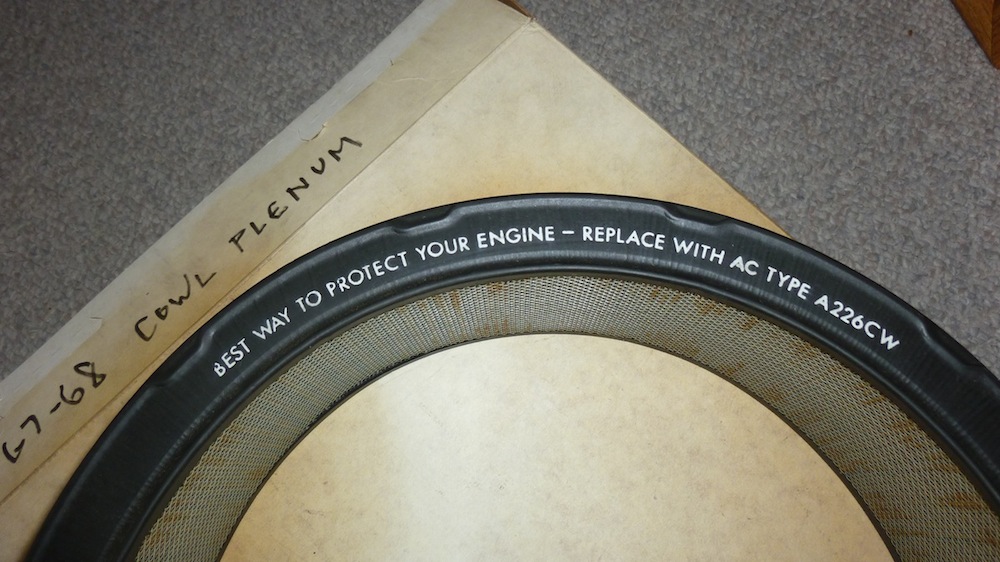 67-68 COWL PLENUM
BEST WAY TO PROTECT YOUR ENGINE – REPLACE WITH AC TYPE A226CW